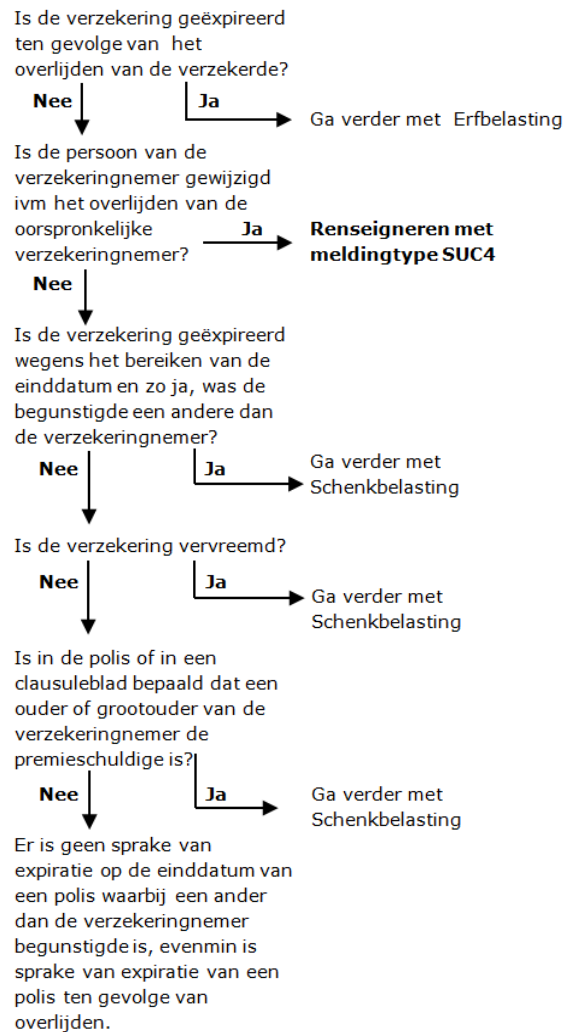 Is de verzekering geëxpireerd
ten gevolge van het
overlijden van de verzekerde?
Nee
Ja
Ga verder met Erfbelasting
Is de persoon van de
verzekeringnemer gewijzigd
ivm het overlijden van de
oorspronkelijke
verzekeringnemer?
Ja
Renseigneren met
meldingtype SUC4
Nee
Is de verzekering geëxpireerd
wegens het bereiken van de
einddatum en zo ja, was de
begunstigde een andere dan
de verzekeringnemer?
Nee
Ja
Ga verder met
Schenkbelasting
Is de verzekering vervreemd?
Nee
Ja
Ga verder met
Schenkbelasting
Is in de polis of in een
clausuleblad bepaald dat een
ouder of grootouder van de
verzekeringnemer de
premieschuldige is?
Nee
Ja
Ga verder met
Schenkbelasting
Er is geen sprake van
expiratie op de einddatum van
een polis waarbij een ander
dan de verzekeringnemer
begunstigde is, evenmin is
sprake van expiratie van een
polis ten gevolge van
overlijden.